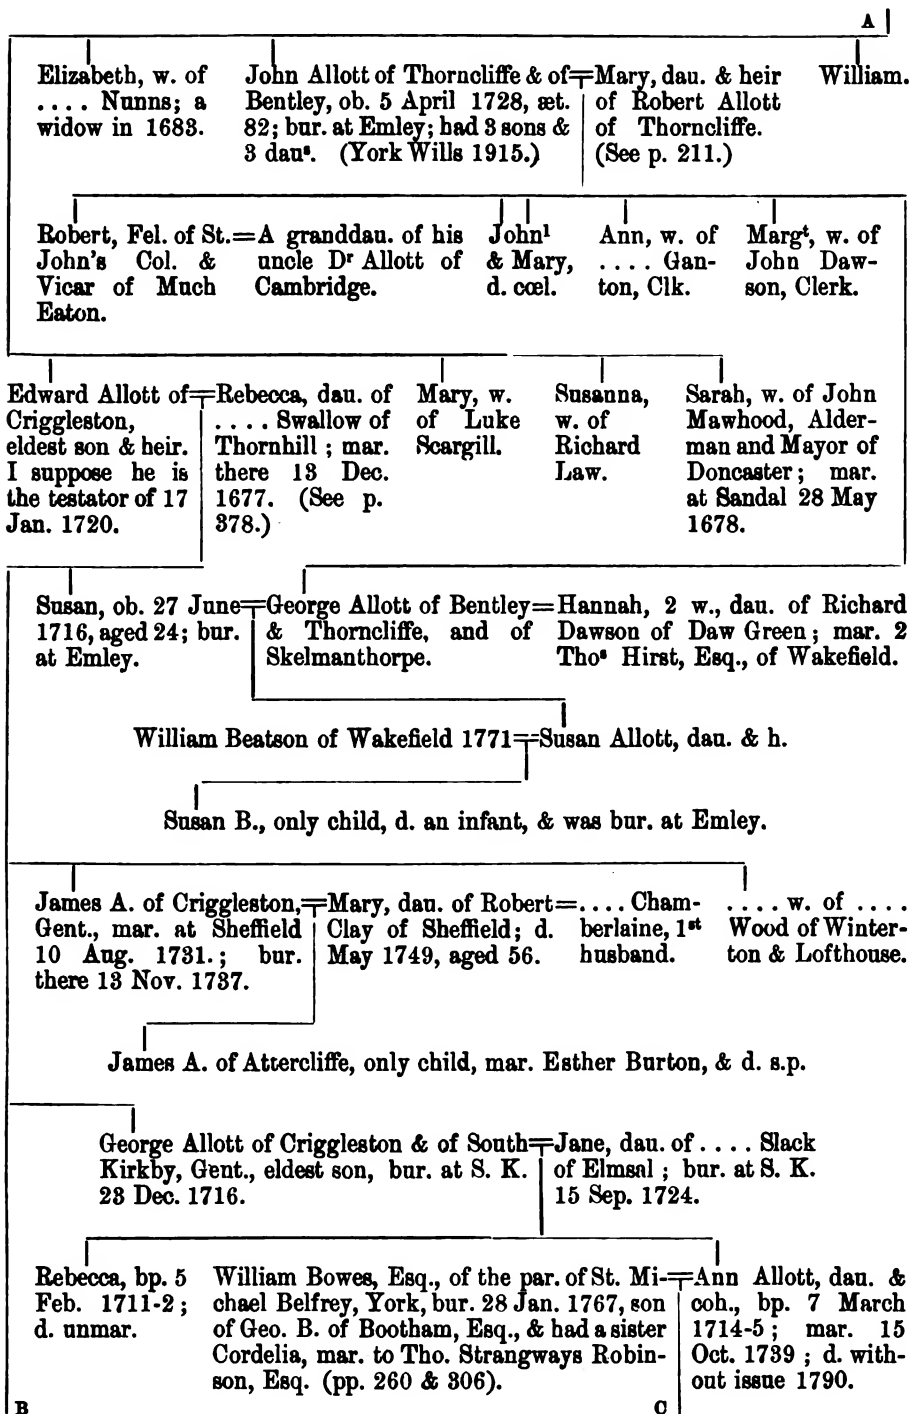 A
Elizabeth, w. of
.... Nunns; a
widow in 1683.
John Allott of Thorncliffe & of
Bentley, ob. 5 April 1728, æt.
82; bur. at Emley; had 3 sons &
3 dauˢ. (York Wills 1915.)
Mary, dau. & heir
of Robert Allott
of Thorncliffe.
(See p. 211.)
William.
Robert, Fel. of St.
John's Col. &
Vicar of Much
Eaton.
=A granddau. of his
uncle Dʳ Allott of
Cambridge.
John¹
& Mary,
d. cœl.
Ann, w. of
.... Gan-
ton, Clk.
Margᵗ, w. of
John Daw-
son, Clerk.
Edward Allott of
Criggleston,
eldest son & heir.
I suppose he is
the testator of 17
Jan. 1720.
Rebecca, dau. of
.... Swallow of
Thornhill; mar.
there 13 Dec.
1677. (See p.
378.)
Mary, w.
of Luke
Scargill.
Susanna,
w. of
Richard
Law.
Sarah, w. of John
Mawhood, Alder-
man and Mayor of
Doncaster; mar.
at Sandal 28 May
1678.
Susan, ob. 27 June
1716, aged 24; bur.
at Emley.
George Allott of Bentley
& Thorncliffe, and of
Skelmanthorpe.
=Hannah, 2 w., dau. of Richard
Dawson of Daw Green; mar. 2
Thoˢ Hirst, Esq., of Wakefield.
William Beatson of Wakefield 1771=Susan Allott, dau. & h.
Susan B., only child, d. an infant, & was bur. at Emley.
James A. of Criggleston,
Gent., mar. at Sheffield
10 Aug. 1731.; bur.
there 13 Nov. 1737.
Mary, dau. of Robert
Clay of Sheffield; d.
May 1749, aged 56.
=.... Cham-
berlaine, 1ˢᵗ
husband.
.... w. of ....
Wood of Winter-
ton & Lofthouse.
James A. of Attercliffe, only child, mar. Esther Burton, & d. s.p.
George Allott of Criggleston & of South
Kirkby, Gent., eldest son, bur. at S. K.
23 Dec. 1716.
Jane, dau. of .... Slack
of Elmsal; bur. at S. K.
15 Sep. 1724.
Rebecca, bp. 5
Feb. 1711-2;
d. unmar.
William Bowes, Esq., of the par. of St. Mi-
chael Belfrey, York, bur. 28 Jan. 1767, son
of Geo. B. of Bootham, Esq., & had a sister
Cordelia, mar. to Tho. Strangways Robin-
son, Esq. (pp. 260 & 306).
Ann Allott, dau. &
coh., bp. 7 March
1714-5; mar. 15
Oct. 1739; d. with-
out issue 1790.
B
C